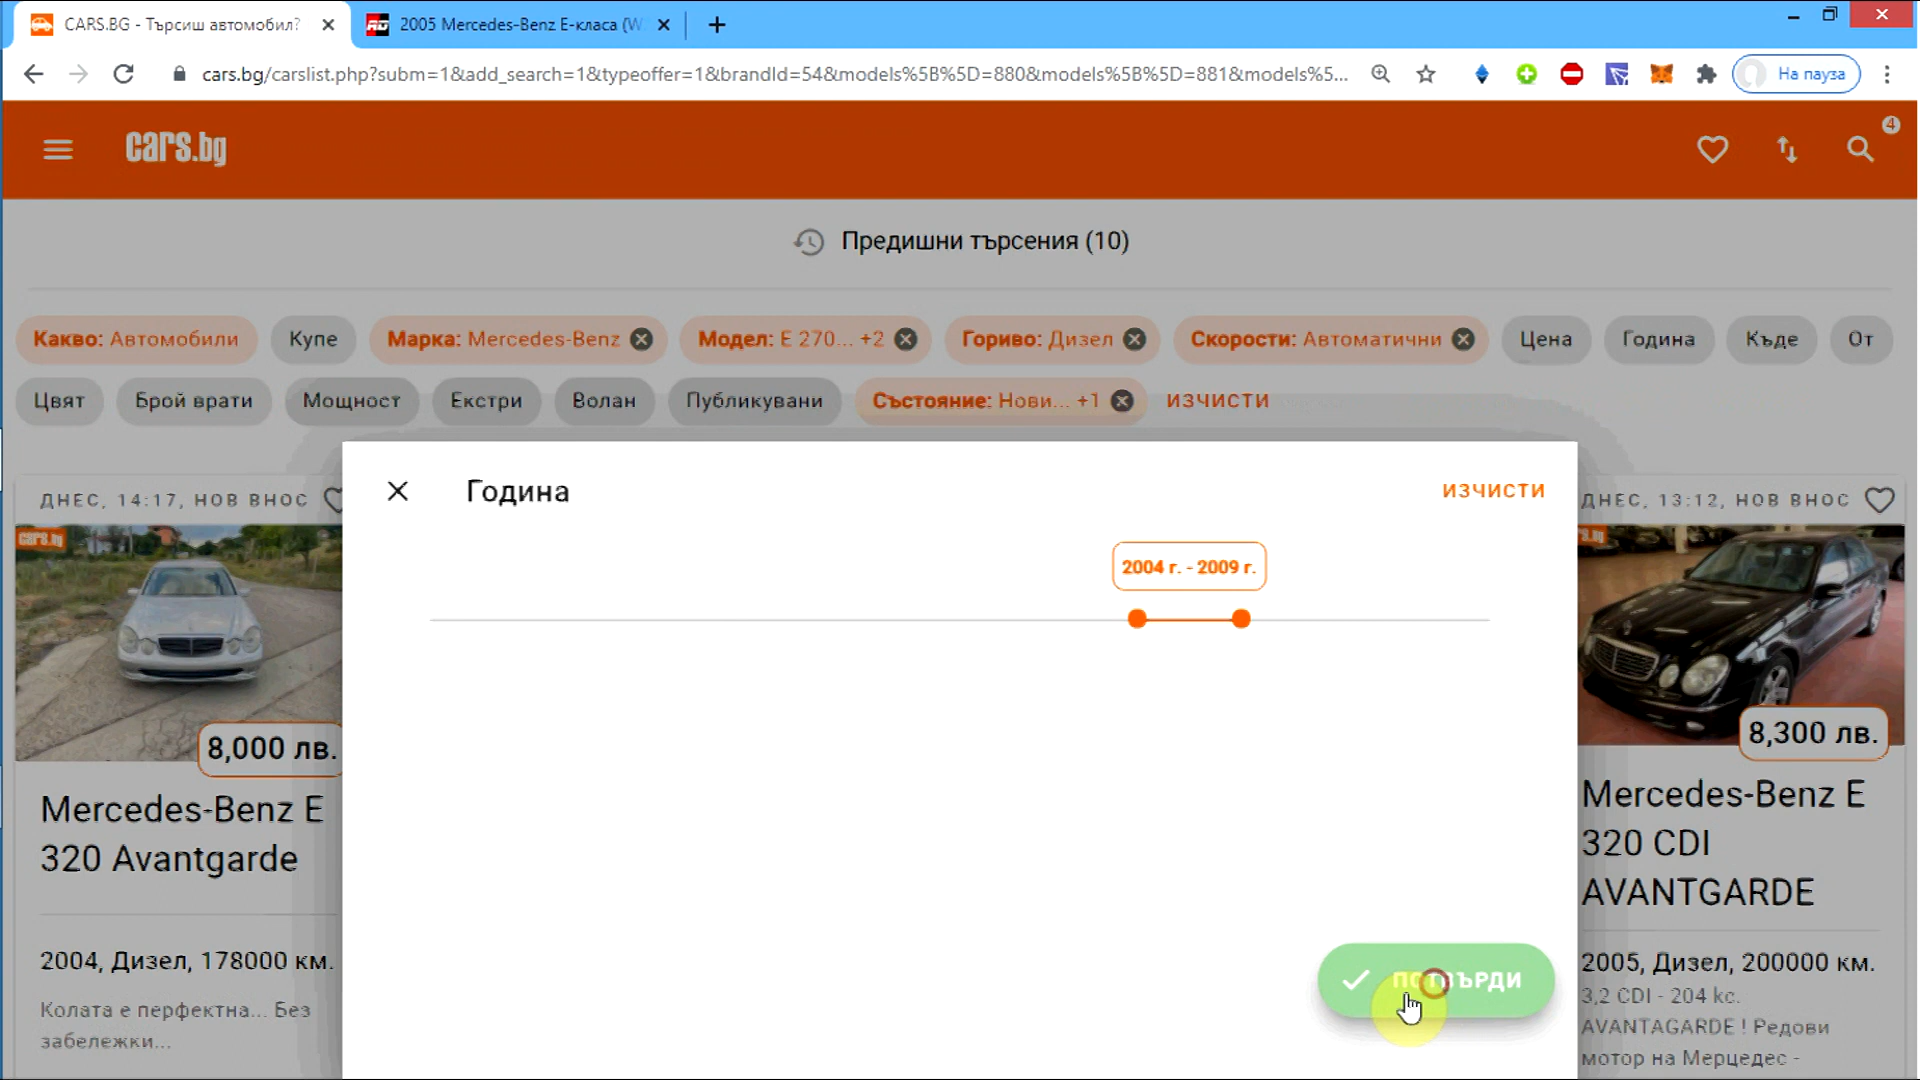 CARS.BG - Търсиш автомобил?
2005 Mercedes-Benz E-класа (W
cars.bg/carslist.php?subm=1&add_search=1&typeoffer=1&brandId=54&models%5B%5D=880&models%5B%5D=881&models%5...
На пауза
cars.bg
4
Предишни търсения (10)
Какво: Автомобили
Купе
Марка: Mercedes-Benz
Модел: E 270... +2
Гориво: Дизел
Скорости: Автоматични
Цена
Година
Къде
От
Цвят
Брой врати
Мощност
Екстри
Волан
Публикувани
Състояние: Нови... +1
ИЗЧИСТИ
Година
ИЗЧИСТИ
2004 г. - 2009 г.
ПОТВЪРДИ
ДНЕС, 14:17, НОВ ВНОС
cars.bg
8,000 лв.
Mercedes-Benz E
320 Avantgarde
2004, Дизел, 178000 км.
Колата е перфектна... Без
забележки...
ДНЕС, 13:12, НОВ ВНОС
8,300 лв.
Mercedes-Benz E
320 CDI
AVANTGARDE
2005, Дизел, 200000 км.
3,2 CDI - 204 kc.
AVANTAGARDE ! Редови
мотор на Мерцедес -